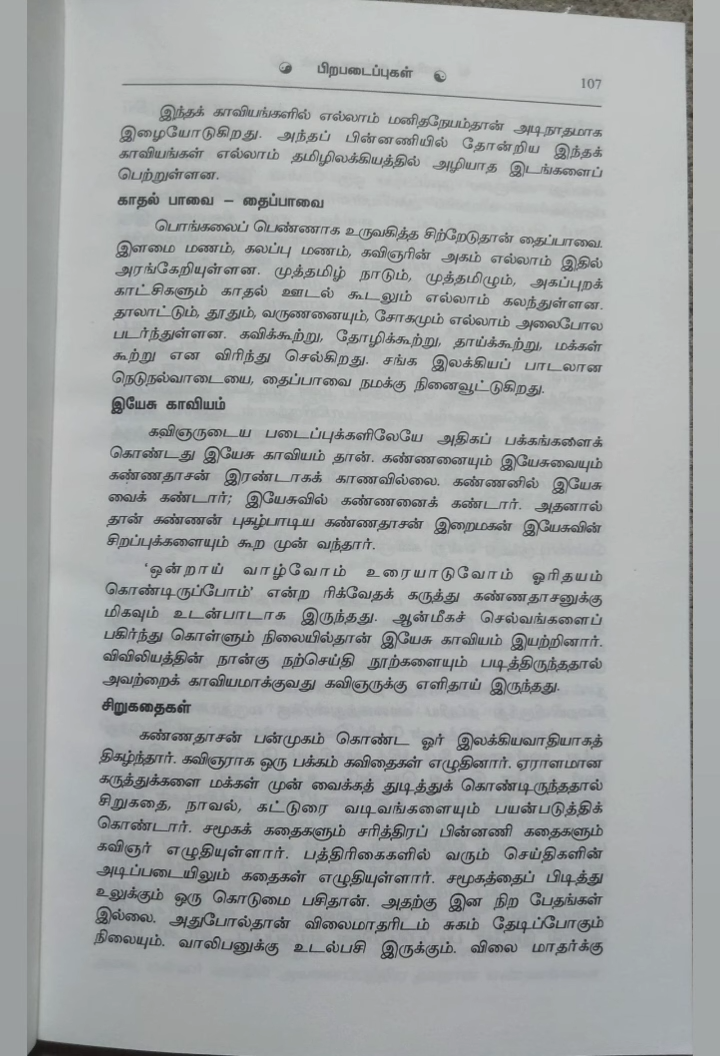 பிறபடைப்புகள்
107
இந்தக் காவியங்களில் எல்லாம் மனிதநேயம்தான் அடிநாதமாக
இழையோடுகிறது. அந்தப் பின்னணியில் தோன்றிய இந்தக்
காவியங்கள் எல்லாம் தமிழிலக்கியத்தில் அழியாத இடங்களைப்
பெற்றுள்ளன.
காதல் பாவை – தைப்பாவை
பொங்கலைப் பெண்ணாக உருவகித்த சிற்றேடுதான் தைப்பாவை.
இளமை மணம், கலப்பு மணம், கவிஞரின் அகம் எல்லாம் இதில்
அரங்கேறியுள்ளன. முத்தமிழ் நாடும், முத்தமிழும், அகப்புறக்
காட்சிகளும் காதல் ஊடல் கூடலும் எல்லாம் கலந்துள்ளன.
தாலாட்டும், தூதும், வருணனையும், சோகமும் எல்லாம் அலைபோல
படர்ந்துள்ளன. கவிக்கூற்று, தோழிக்கூற்று, தாய்க்கூற்று, மக்கள்
கூற்று என விரிந்து செல்கிறது. சங்க இலக்கியப் பாடலான
நெடுநல்வாடையை, தைப்பாவை நமக்கு நினைவூட்டுகிறது.
இயேசு காவியம்
கவிஞருடைய படைப்புக்களிலேயே அதிகப் பக்கங்களைக்
கொண்டது இயேசு காவியம் தான். கண்ணனையும் இயேசுவையும்
கண்ணதாசன் இரண்டாகக் காணவில்லை. கண்ணனில் இயேசு
வைக் கண்டார்; இயேசுவில் கண்ணனைக் கண்டார். அதனால்
தான் கண்ணன் புகழ்பாடிய கண்ணதாசன் இறைமகன் இயேசுவின்
சிறப்புக்களையும் கூற முன் வந்தார்.
'ஒன்றாய் வாழ்வோம் உரையாடுவோம் ஓரிதயம்
கொண்டிருப்போம்' என்ற ரிக்வேதக் கருத்து கண்ணதாசனுக்கு
மிகவும் உடன்பாடாக இருந்தது. ஆன்மீகச் செல்வங்களைப்
பகிர்ந்து கொள்ளும் நிலையில்தான் இயேசு காவியம் இயற்றினார்.
விவிலியத்தின் நான்கு நற்செய்தி நூற்களையும் படித்திருந்ததால்
அவற்றைக் காவியமாக்குவது கவிஞருக்கு எளிதாய் இருந்தது.
சிறுகதைகள்
கண்ணதாசன் பன்முகம் கொண்ட ஓர் இலக்கியவாதியாகத்
திகழ்ந்தார். கவிஞராக ஒரு பக்கம் கவிதைகள் எழுதினார். ஏராளமான
கருத்துக்களை மக்கள் முன் வைக்கத் துடித்துக் கொண்டிருந்ததால்
சிறுகதை, நாவல், கட்டுரை வடிவங்களையும் பயன்படுத்திக்
கொண்டார். சமூகக் கதைகளும் சரித்திரப் பின்னணி கதைகளும்
கவிஞர் எழுதியுள்ளார். பத்திரிகைகளில் வரும் செய்திகளின்
அடிப்படையிலும் கதைகள் எழுதியுள்ளார். சமூகத்தைப் பிடித்து
உலுக்கும் ஒரு கொடுமை பசிதான். அதற்கு இன நிற பேதங்கள்
இல்லை. அதுபோல்தான் விலைமாதரிடம் சுகம் தேடிப்போகும்
நிலையும். வாலிபனுக்கு உடல்பசி இருக்கும். விலை மாதர்க்கு